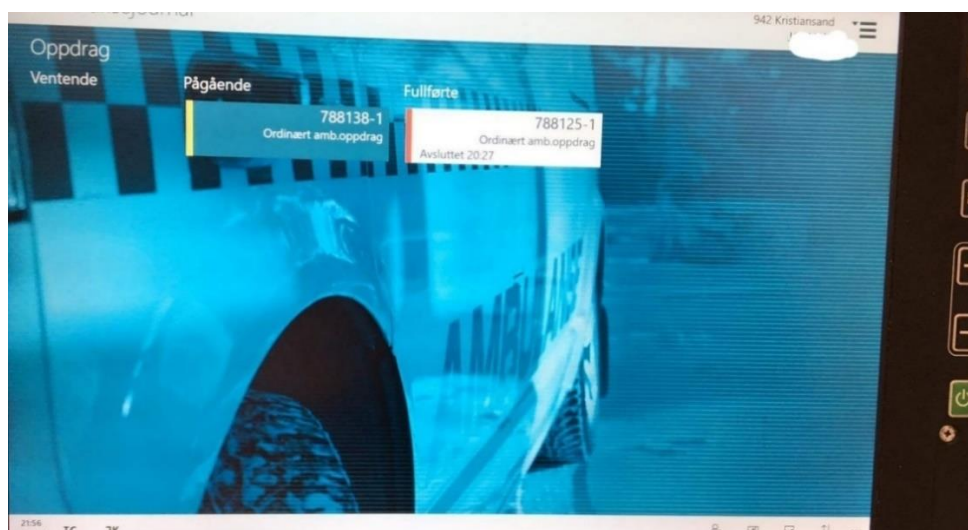 942 Kristiansand
Oppdrag
Ventende
Pågående
Fullførte
788138-1
Ordinært amb.oppdrag
788125-1
Ordinært amb.oppdrag
Avsluttet 20:27
21:56